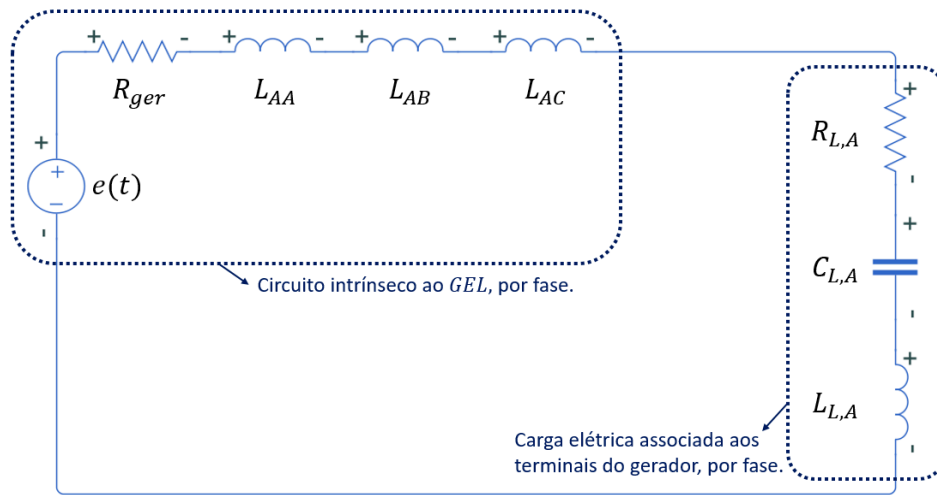 + - + - + - + -
R_ger L_AA L_AB L_AC
+
R_L,A
+
+
e(t)
-
-
-
+
C_L,A
Circuito intrínseco ao GEL, por fase.
-
+
L_L,A
Carga elétrica associada aos
terminais do gerador, por fase.
-